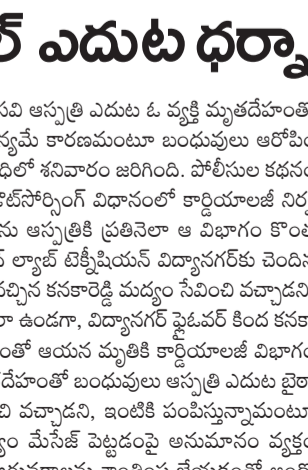 ల్ ఎదుట ధర్నా
సవి ఆస్పత్రి ఎదుట ఓ వ్యక్తి మృతదేహంతో
న్యమే కారణమంటూ బంధువులు ఆరోపిం
ధిలో శనివారం జరిగింది. పోలీసుల కథనం
ఔట్‌సోర్సింగ్ విధానంలో కార్డియాలజీ నిర్వ
ను ఆస్పత్రికి ప్రతినెలా ఆ విభాగం కొంత
ల్యాబ్ టెక్నీషియన్ విద్యానగర్‌కు చెందిన
వచ్చిన కనకారెడ్డి మద్యం సేవించి వచ్చాడని
లా ఉండగా, విద్యానగర్ ఫ్లైఓవర్ కింద కనకా
ంతో ఆయన మృతికి కార్డియాలజీ విభాగం
దేహంతో బంధువులు ఆస్పత్రి ఎదుట బైఠా
చి వచ్చాడని, ఇంటికి పంపిస్తున్నామంటూ
ం మేసేజ్ పెట్టడంపై అనుమానం వ్యక్తం